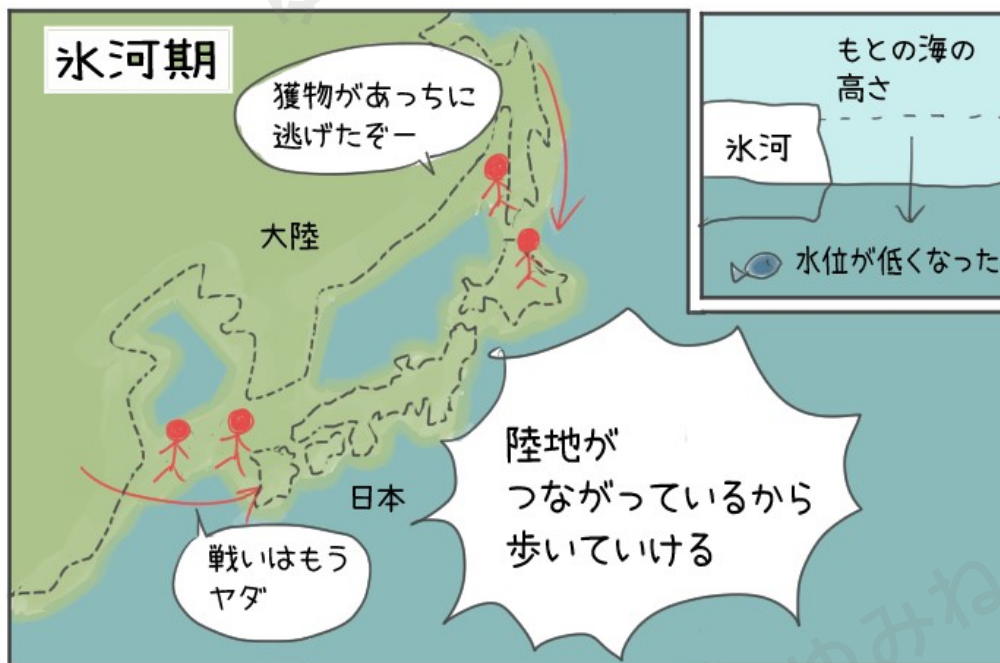 氷河期
獲物があっちに
逃げたぞー
大陸
もとの海の
高さ
氷河
水位が低くなった
陸地が
つながっているから
歩いていける
日本
戦いはもう
ヤダ